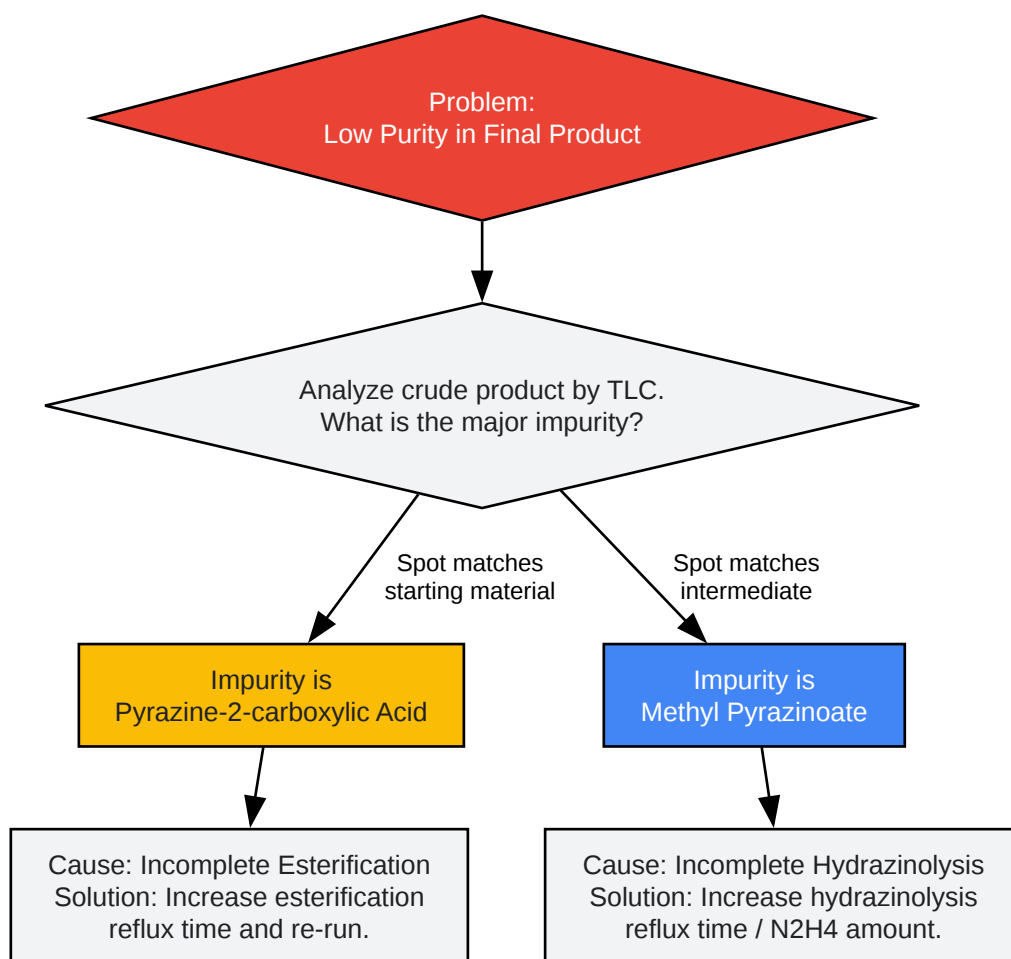 Problem:
Low Purity in Final Product
Analyze crude product by TLC.
What is the major impurity?
Spot matches
starting material
Spot matches
intermediate
Impurity is
Pyrazine-2-carboxylic Acid
Impurity is
Methyl Pyrazinoate
Cause: Incomplete Esterification
Solution: Increase esterification
reflux time and re-run.
Cause: Incomplete Hydrazinolysis
Solution: Increase hydrazinolysis
reflux time / N2H4 amount.